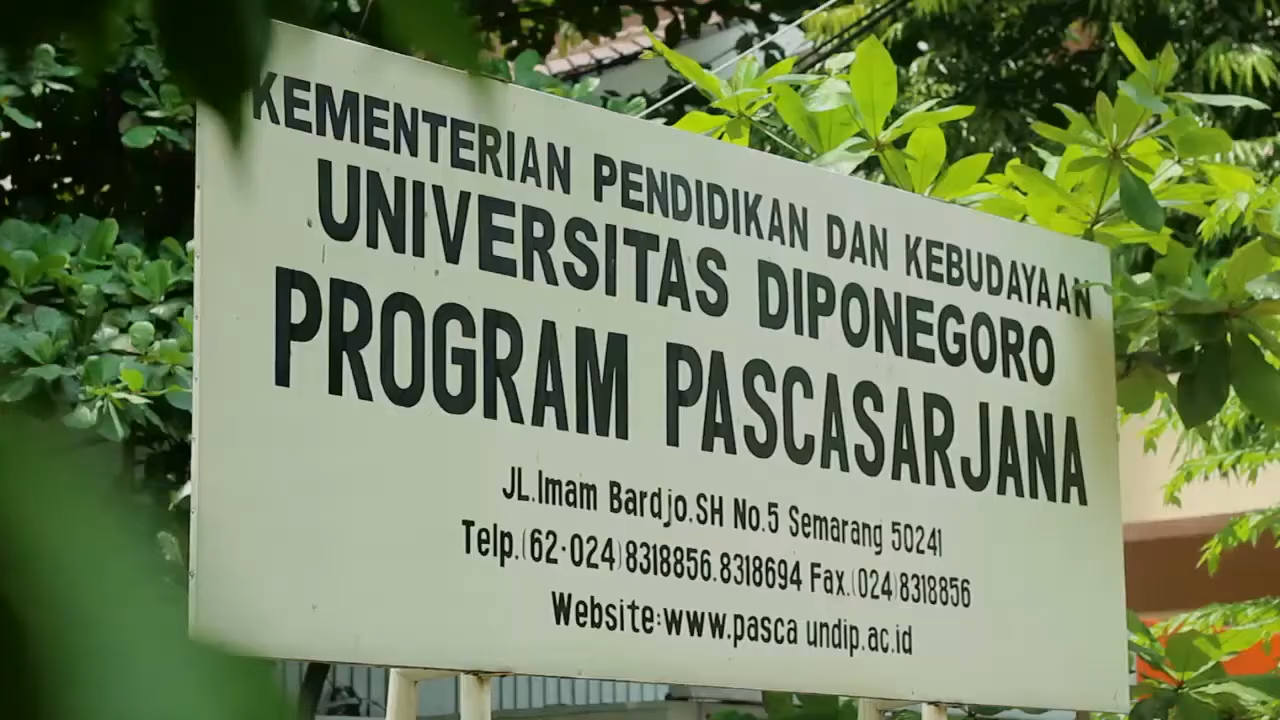 KEMENTERIAN PENDIDIKAN DAN KEBUDAYAAN
UNIVERSITAS DIPONEGORO
PROGRAM PASCASARJANA
JL.Imam Bardjo.SH No.5 Semarang 50241
Telp.(62-024)8318856.8318694 Fax.(024)8318856
Website:www.pasca undip.ac.id